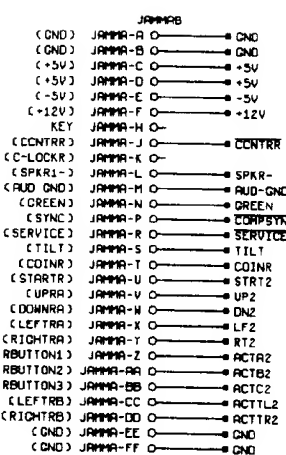 JAMMAB
(GND) JAMMA-A GND
(GND) JAMMA-B GND
(+5V) JAMMA-C +5V
(+5V) JAMMA-D +5V
(-5V) JAMMA-E -5V
(+12V) JAMMA-F +12V
KEY JAMMA-H
(CCNTRR) JAMMA-J CCNTRR
(C-LOCKR) JAMMA-K
(SPKR1-) JAMMA-L SPKR-
(AUD GND) JAMMA-M AUD-GND
(GREEN) JAMMA-N GREEN
(SYNC) JAMMA-P COMPSYN
(SERVICE) JAMMA-R SERVICE
(TILT) JAMMA-S TILT
(COINR) JAMMA-T COINR
(STARTR) JAMMA-U STRT2
(UPRA) JAMMA-V UP2
(DOWNRA) JAMMA-W DN2
(LEFTRA) JAMMA-X LF2
(RIGHTRA) JAMMA-Y RT2
RBUTTON1) JAMMA-Z ACTA2
RBUTTON2) JAMMA-AA ACTB2
RBUTTON3) JAMMA-BB ACTC2
(LEFTRB) JAMMA-CC ACTTL2
(RIGHTRB) JAMMA-DD ACTTR2
(GND) JAMMA-EE GND
(GND) JAMMA-FF GND